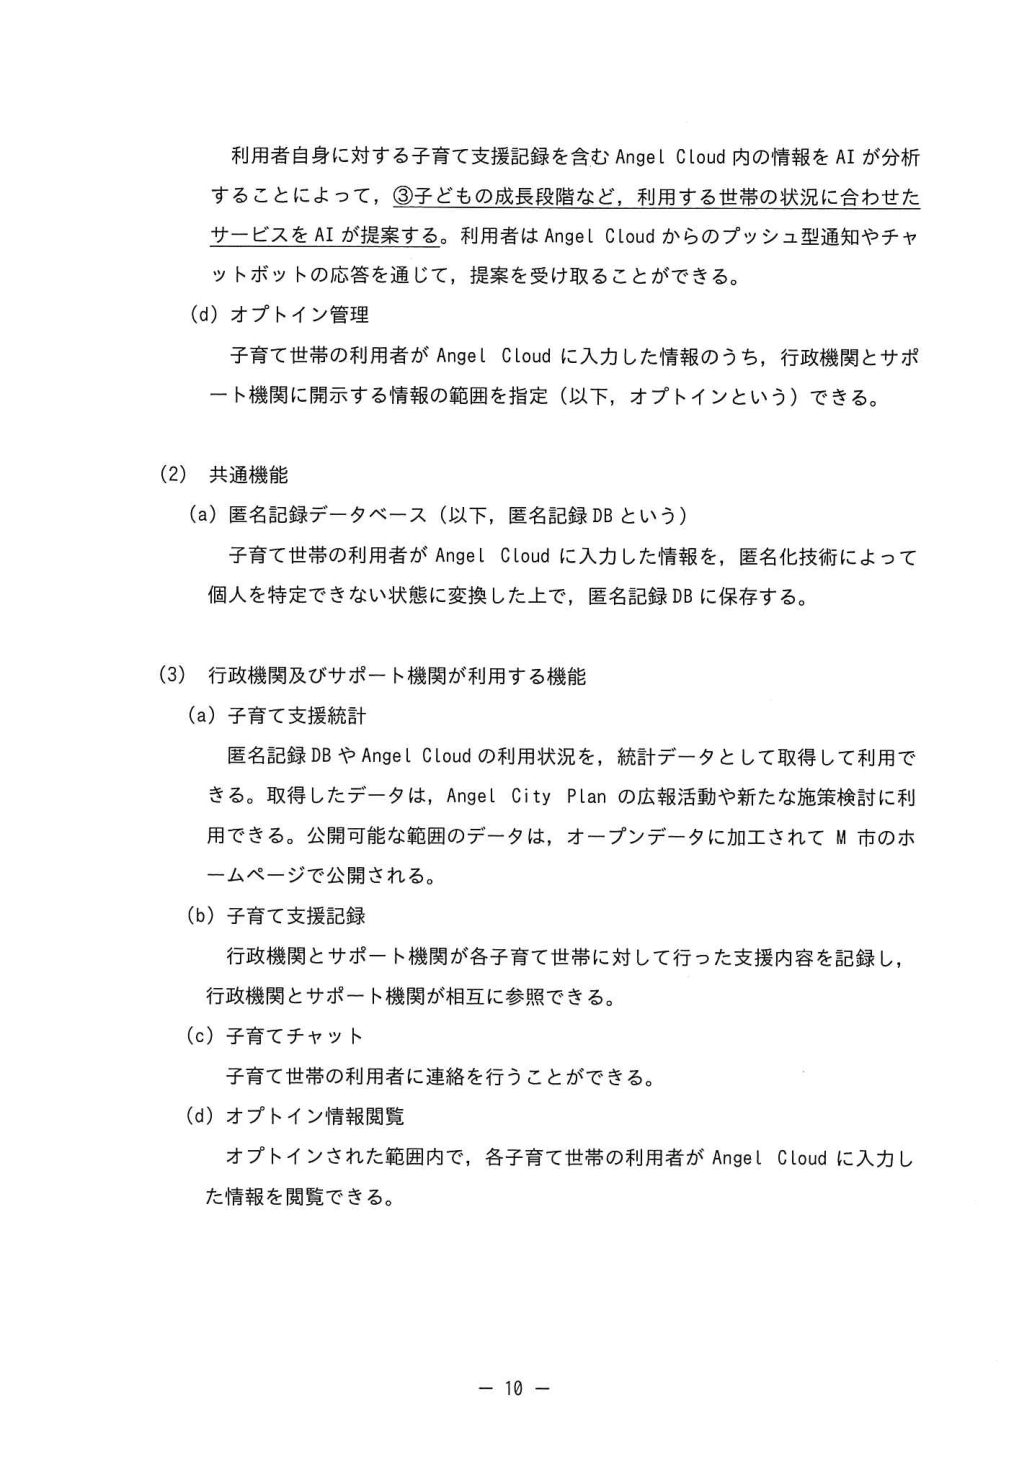 利用者自身に対する子育て支援記録を含む Angel Cloud 内の情報を AI が分析
することによって，③子どもの成長段階など，利用する世帯の状況に合わせた
サービスを AI が提案する。利用者は Angel Cloud からのプッシュ型通知やチャ
ットボットの応答を通じて，提案を受け取ることができる。
(d) オプトイン管理
子育て世帯の利用者が Angel Cloud に入力した情報のうち，行政機関とサポ
ート機関に開示する情報の範囲を指定（以下，オプトインという）できる。
(2) 共通機能
(a) 匿名記録データベース（以下，匿名記録 DB という）
子育て世帯の利用者が Angel Cloud に入力した情報を，匿名化技術によって
個人を特定できない状態に変換した上で，匿名記録 DB に保存する。
(3) 行政機関及びサポート機関が利用する機能
(a) 子育て支援統計
匿名記録 DB や Angel Cloud の利用状況を，統計データとして取得して利用で
きる。取得したデータは，Angel City Plan の広報活動や新たな施策検討に利
用できる。公開可能な範囲のデータは，オープンデータに加工されて M 市のホ
ームページで公開される。
(b) 子育て支援記録
行政機関とサポート機関が各子育て世帯に対して行った支援内容を記録し，
行政機関とサポート機関が相互に参照できる。
(c) 子育てチャット
子育て世帯の利用者に連絡を行うことができる。
(d) オプトイン情報閲覧
オプトインされた範囲内で，各子育て世帯の利用者が Angel Cloud に入力し
た情報を閲覧できる。
－ 10 －